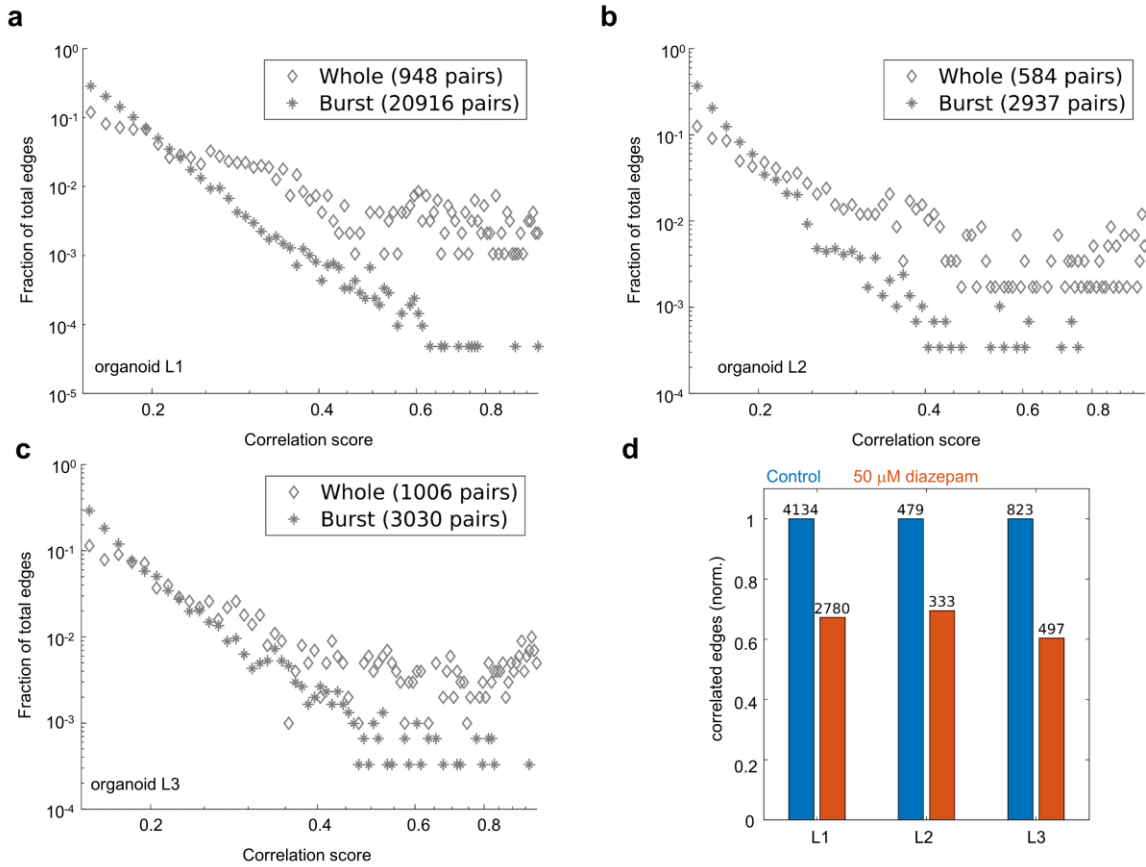 a
10^0
10^-1
10^-2
10^-3
10^-4
10^-5
Fraction of total edges
Whole (948 pairs)
Burst (20916 pairs)
organoid L1
0.2
0.4
0.6
0.8
Correlation score
b
10^0
10^-1
10^-2
10^-3
10^-4
Fraction of total edges
Whole (584 pairs)
Burst (2937 pairs)
organoid L2
0.2
0.4
0.6
0.8
Correlation score
c
10^0
10^-1
10^-2
10^-3
10^-4
Fraction of total edges
Whole (1006 pairs)
Burst (3030 pairs)
organoid L3
0.2
0.4
0.6
0.8
Correlation score
d
Control 50 μM diazepam
correlated edges (norm.)
1
0.8
0.6
0.4
0.2
0
4134
2780
479
333
823
497
L1
L2
L3